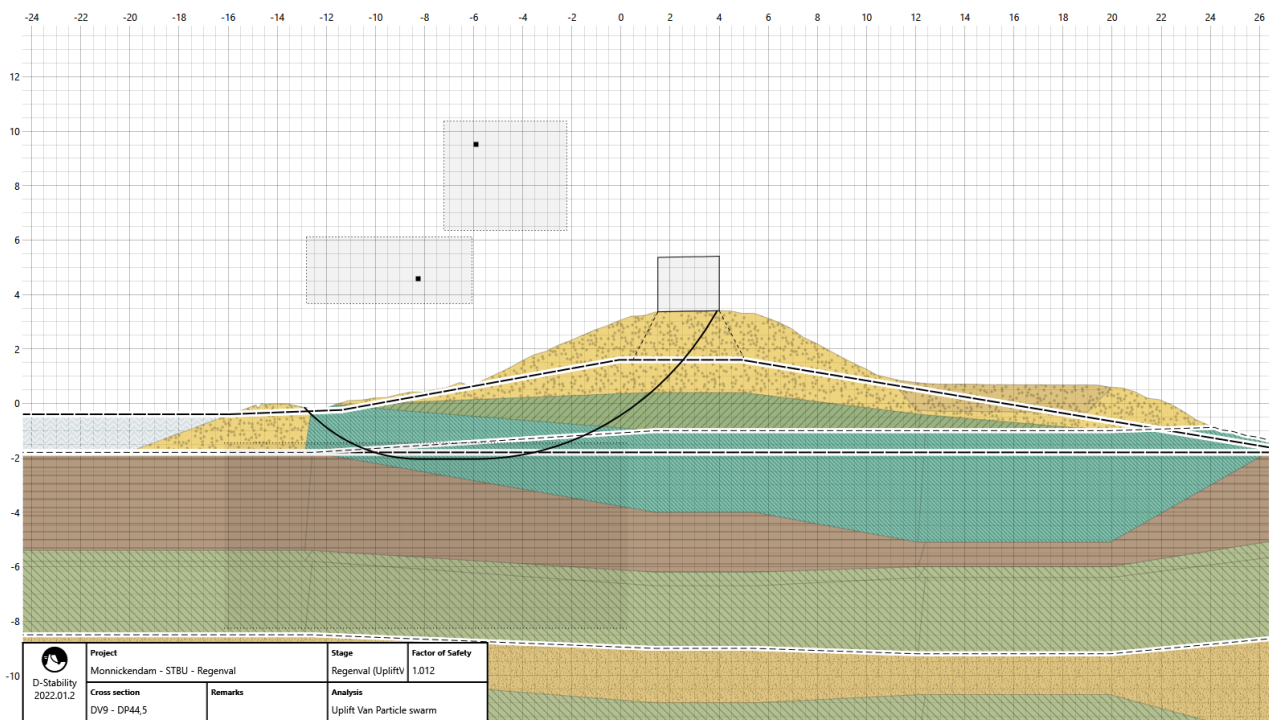 -24 -22 -20 -18 -16 -14 -12 -10 -8 -6 -4 -2 0 2 4 6 8 10 12 14 16 18 20 22 24 26
12
10
8
6
4
2
0
-2
-4
-6
-8
-10
D-Stability
2022.01.2
Project
Monnickendam - STBU - Regenval
Stage
Regenval (UpliftV
Factor of Safety
1.012
Cross section
DV9 - DP44,5
Remarks
Analysis
Uplift Van Particle swarm